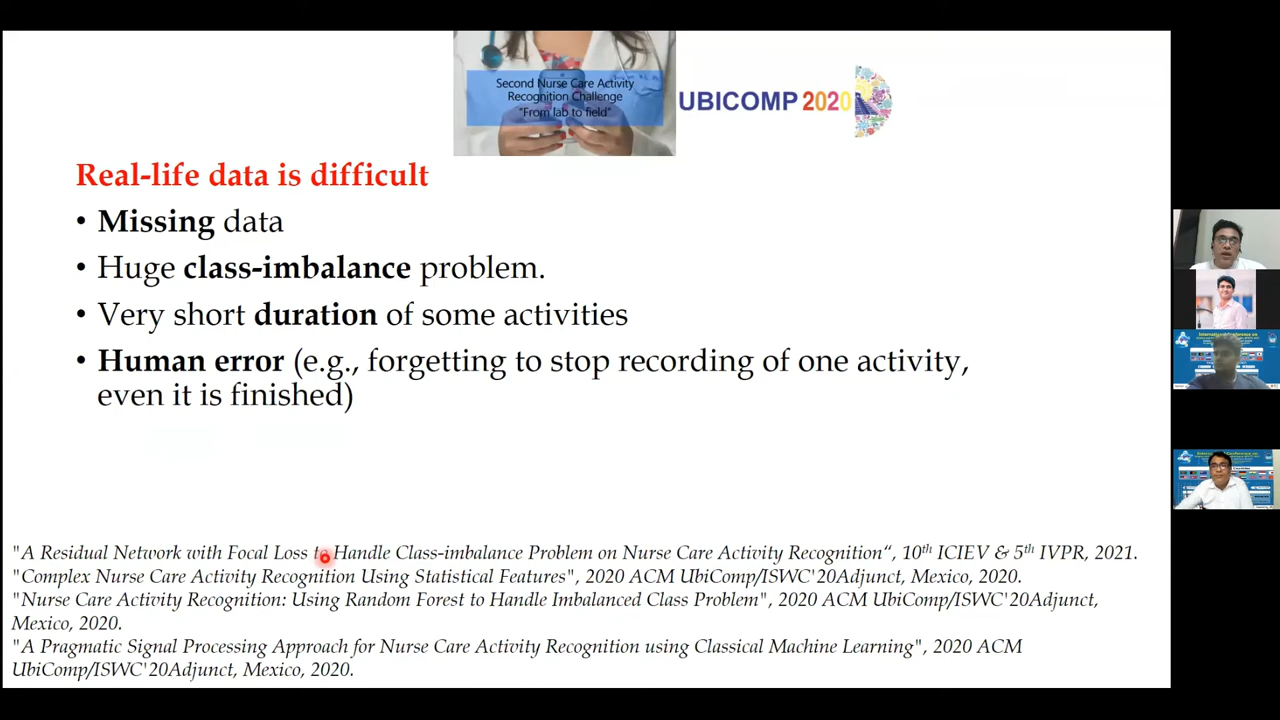 Second Nurse Care Activity
Recognition Challenge
"From lab to field"
UBICOMP 2020
Real-life data is difficult
• Missing data
• Huge class-imbalance problem.
• Very short duration of some activities
• Human error (e.g., forgetting to stop recording of one activity,
even it is finished)
"A Residual Network with Focal Loss to Handle Class-imbalance Problem on Nurse Care Activity Recognition“, 10th ICIEV & 5th IVPR, 2021.
"Complex Nurse Care Activity Recognition Using Statistical Features", 2020 ACM UbiComp/ISWC'20Adjunct, Mexico, 2020.
"Nurse Care Activity Recognition: Using Random Forest to Handle Imbalanced Class Problem", 2020 ACM UbiComp/ISWC'20Adjunct,
Mexico, 2020.
"A Pragmatic Signal Processing Approach for Nurse Care Activity Recognition using Classical Machine Learning", 2020 ACM
UbiComp/ISWC'20Adjunct, Mexico, 2020.
International Conference on
International Conference on